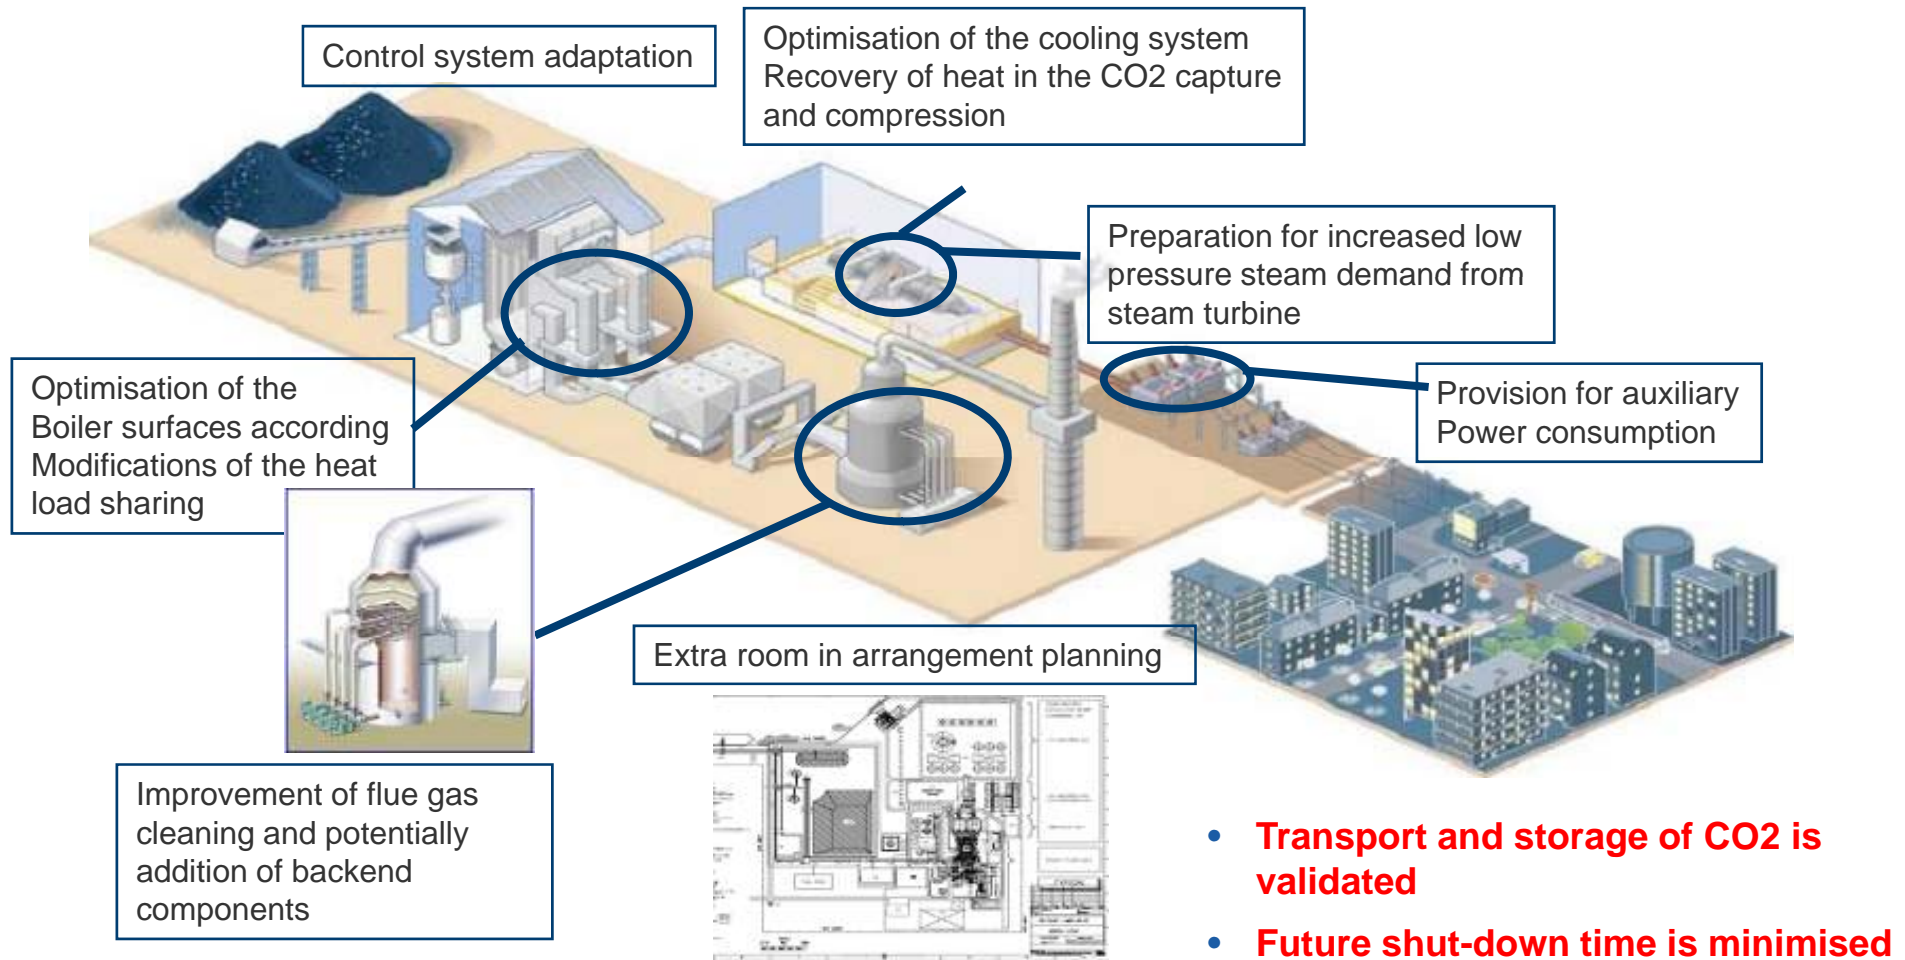 Control system adaptation
Optimisation of the cooling system
Recovery of heat in the CO2 capture
and compression
Preparation for increased low
pressure steam demand from
steam turbine
Optimisation of the
Boiler surfaces according
Modifications of the heat
load sharing
Provision for auxiliary
Power consumption
Extra room in arrangement planning
Improvement of flue gas
cleaning and potentially
addition of backend
components
• Transport and storage of CO2 is
validated
• Future shut-down time is minimised